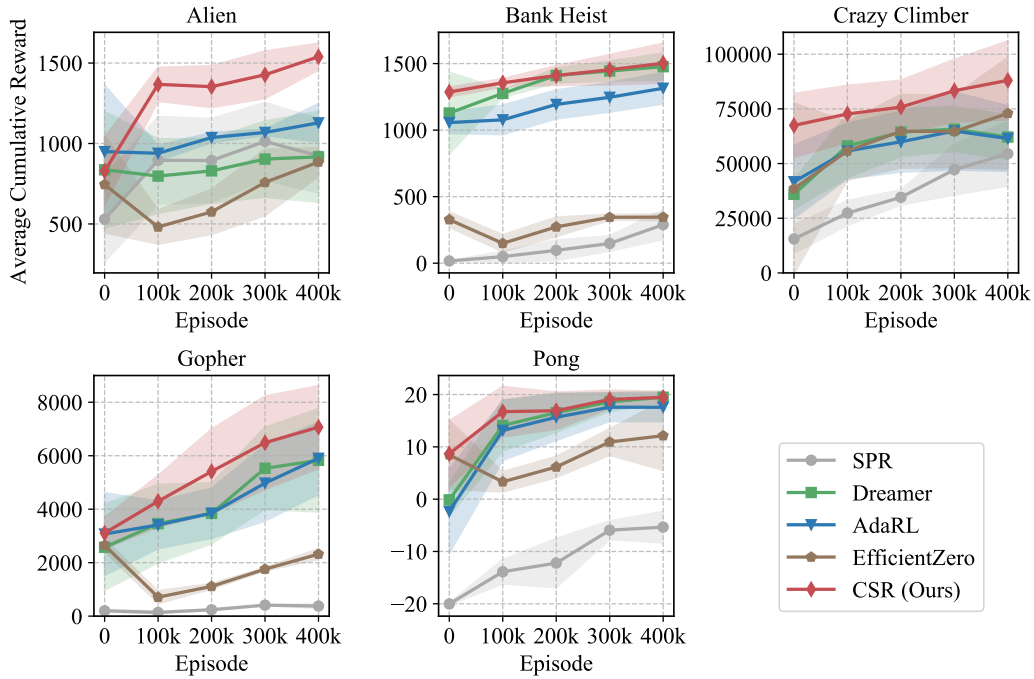 Alien
Bank Heist
Crazy Climber
Average Cumulative Reward
1500
1000
500
0 100k 200k 300k 400k
Episode
1500
1000
500
0
0 100k 200k 300k 400k
Episode
100000
75000
50000
25000
0
0 100k 200k 300k 400k
Episode
Gopher
Pong
8000
6000
4000
2000
0
0 100k 200k 300k 400k
Episode
20
10
0
−10
−20
0 100k 200k 300k 400k
Episode
SPR
Dreamer
AdaRL
EfficientZero
CSR (Ours)